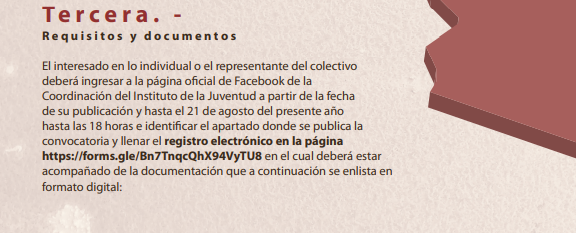 Tercera. -
Requisitos y documentos
El interesado en lo individual o el representante del colectivo
deberá ingresar a la página oficial de Facebook de la
Coordinación del Instituto de la Juventud a partir de la fecha
de su publicación y hasta el 21 de agosto del presente año
hasta las 18 horas e identificar el apartado donde se publica la
convocatoria y llenar el registro electrónico en la página
https://forms.gle/Bn7TnqcQhX94VyTU8 en el cual deberá estar
acompañado de la documentación que a continuación se enlista en
formato digital: